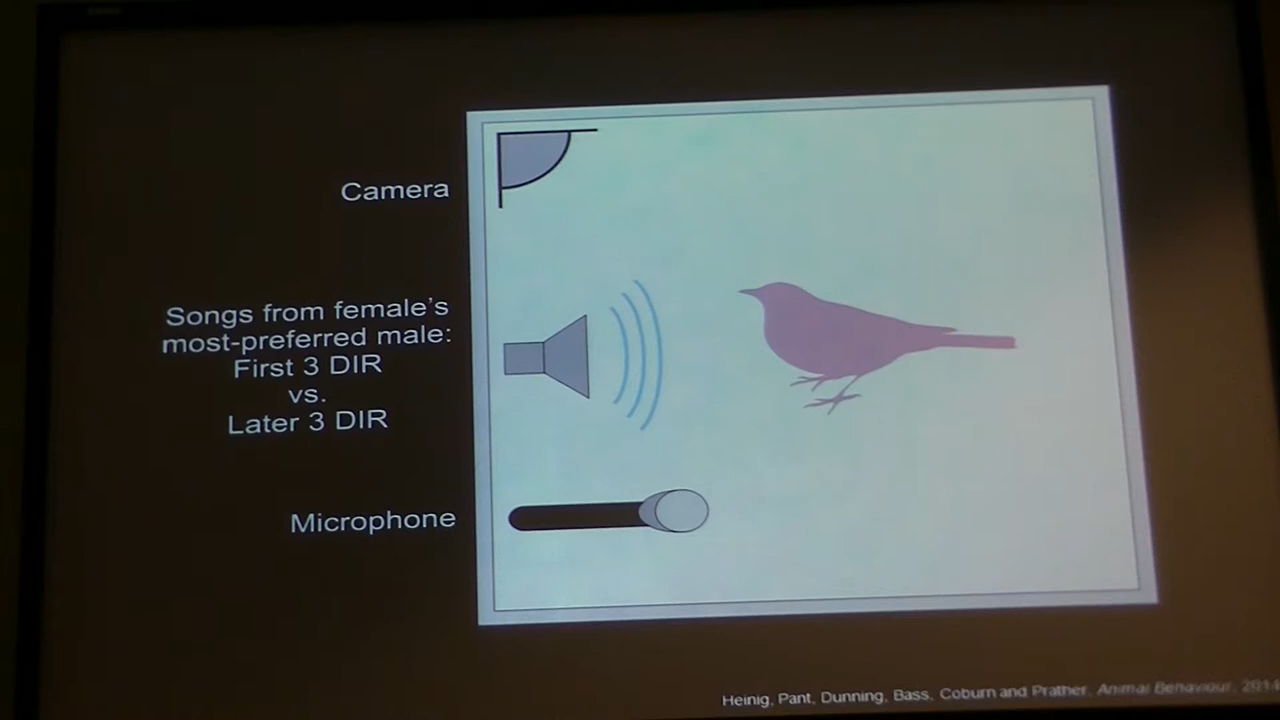 Camera
Songs from female's
most-preferred male:
First 3 DIR
vs.
Later 3 DIR
Microphone
Heinig, Pant, Dunning, Bass, Coburn and Prather, Animal Behaviour,